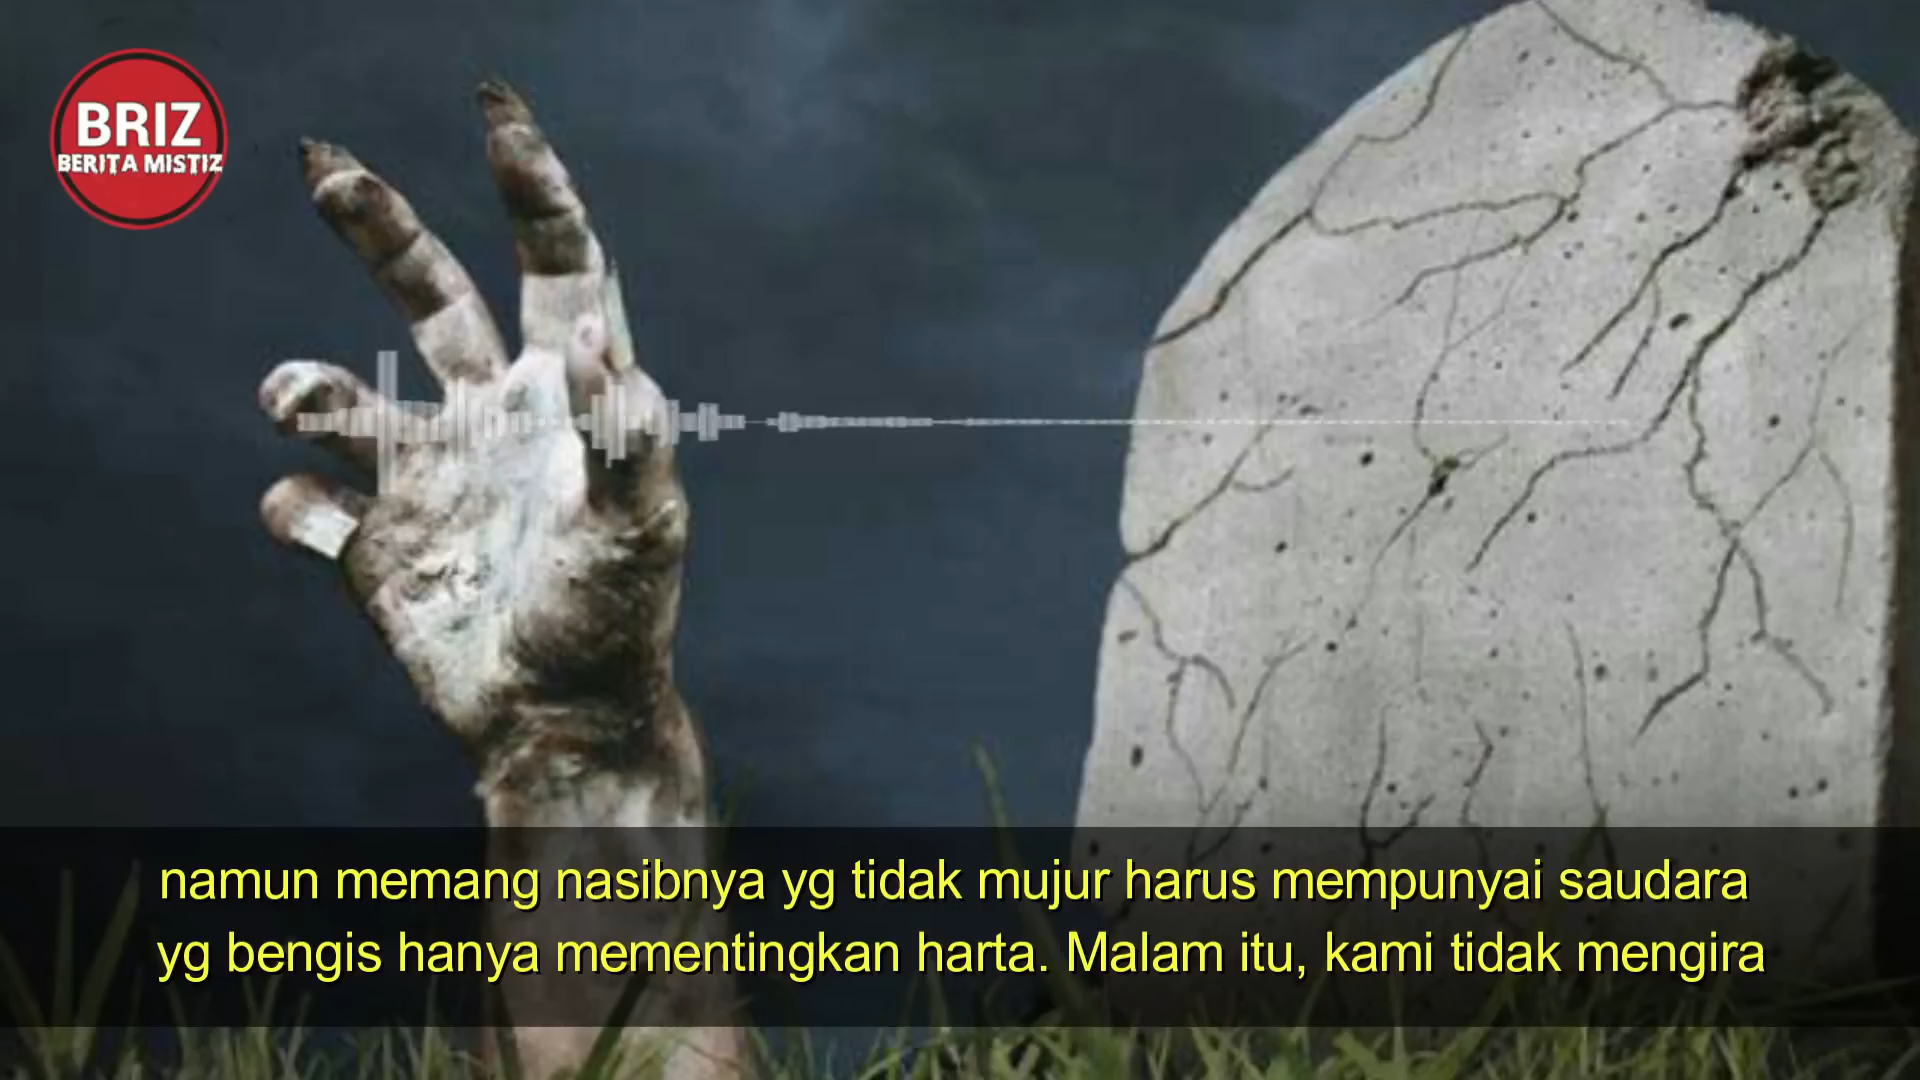 BRIZ
BERITA MISTIZ
namun memang nasibnya yg tidak mujur harus mempunyai saudara
yg bengis hanya mementingkan harta. Malam itu, kami tidak mengira